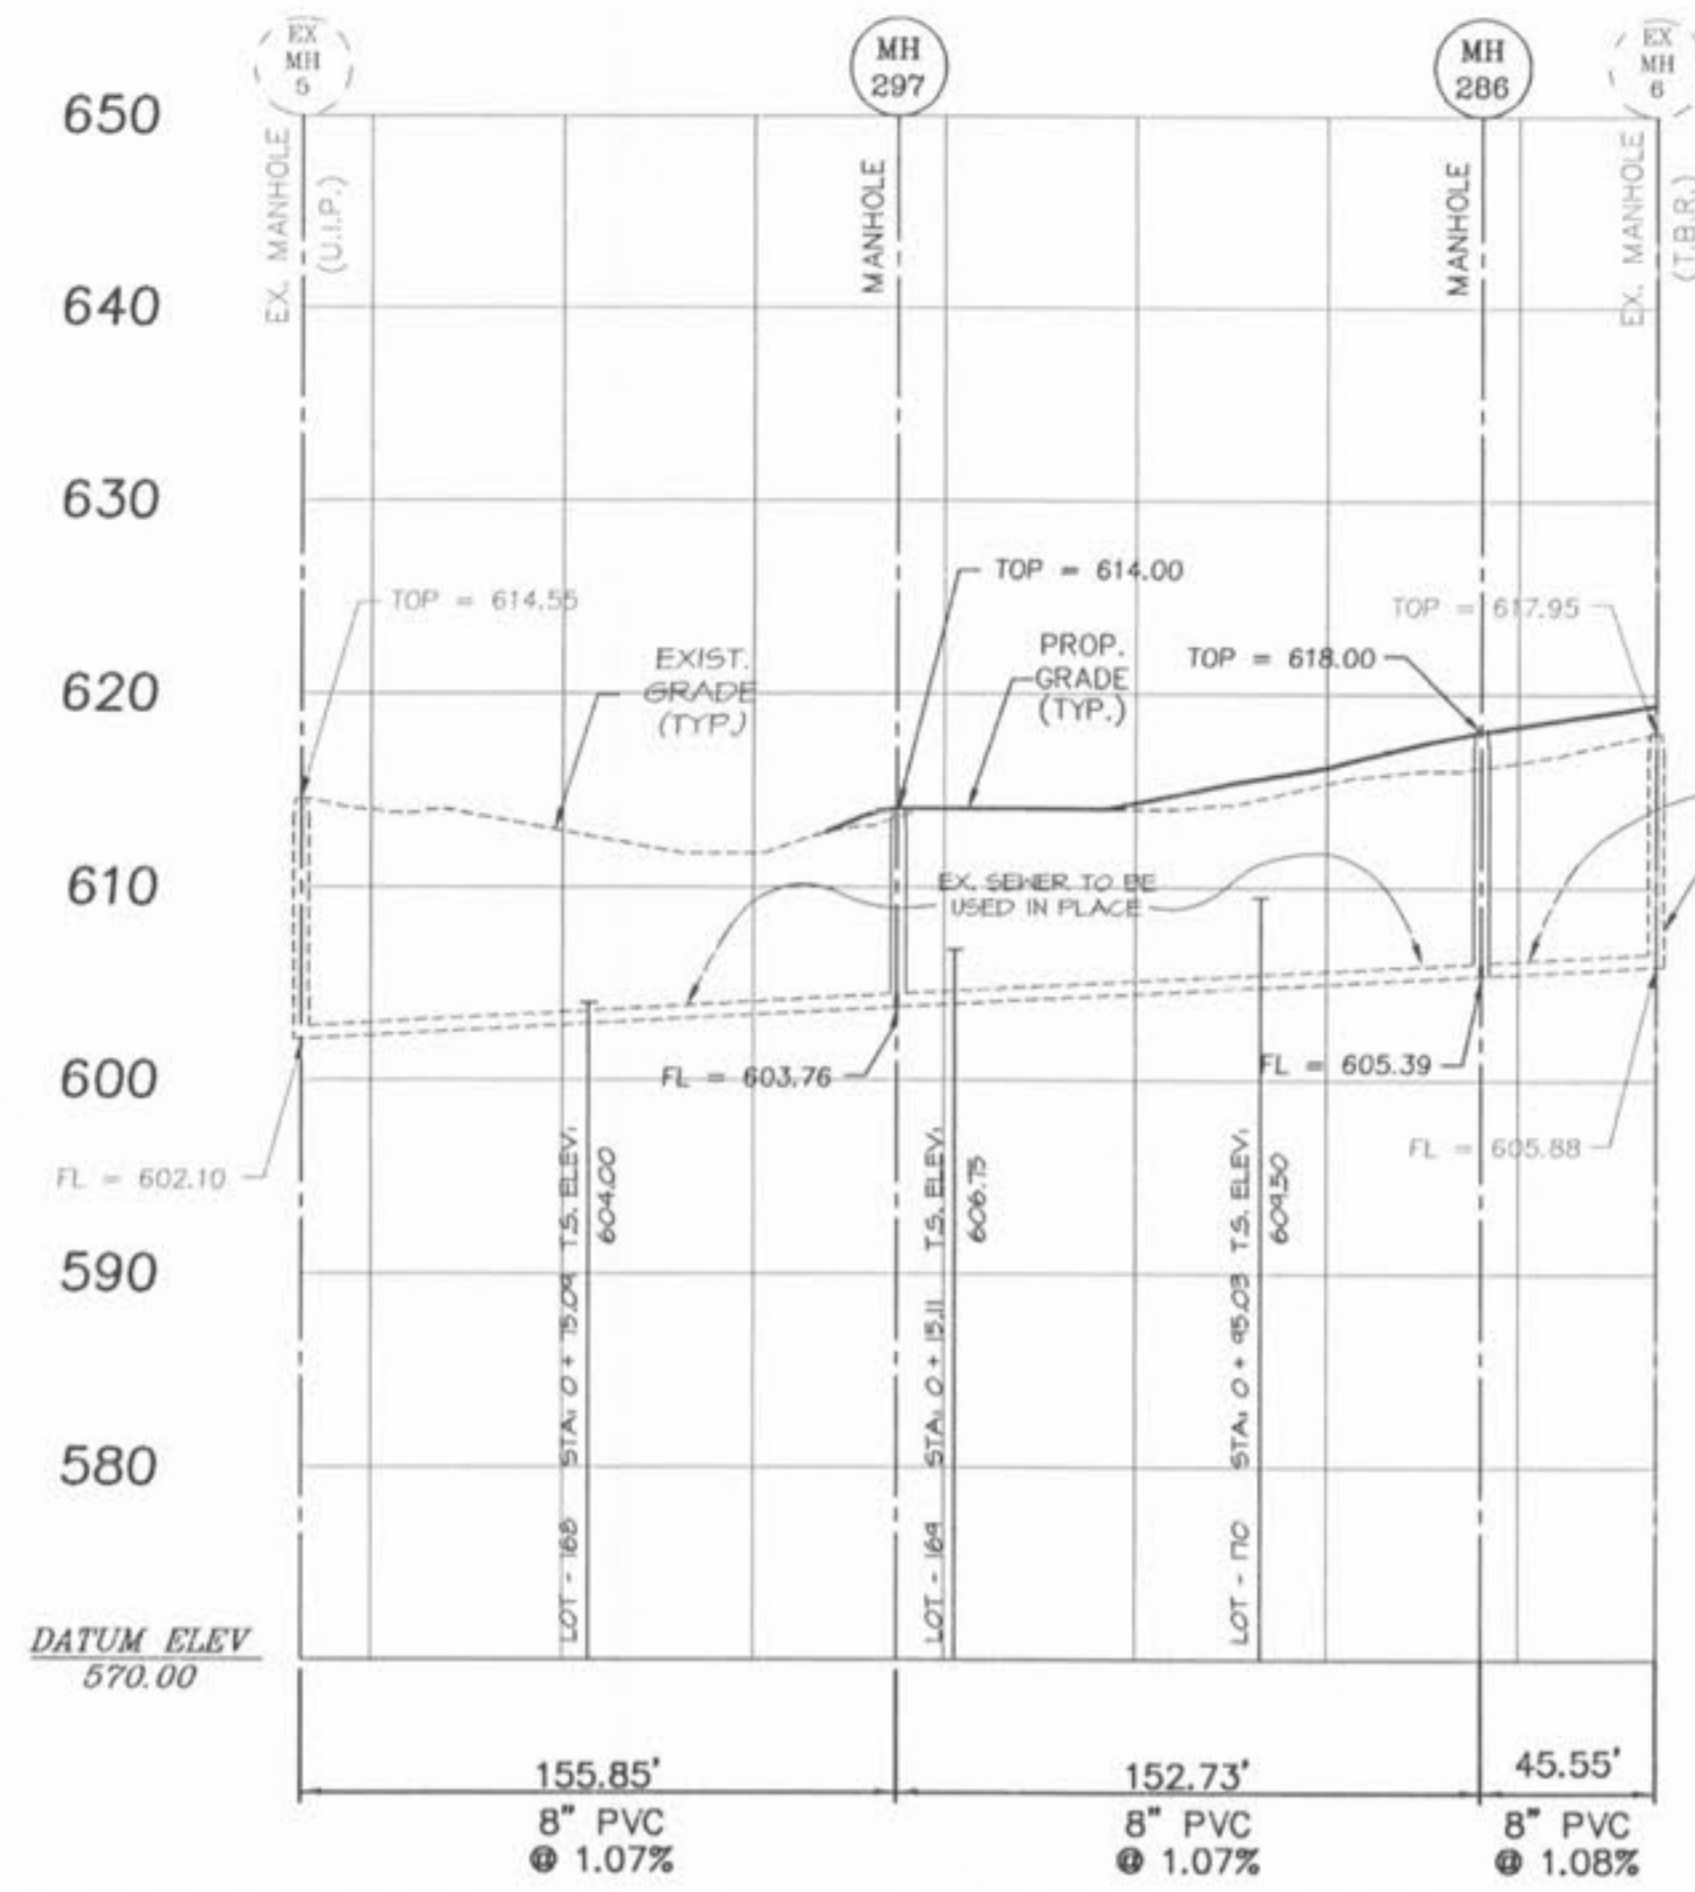 EX
MH
5
MH
297
MH
286
EX
MH
6
650
640
630
620
610
600
590
580
EX. MANHOLE
(U.I.P.)
MANHOLE
MANHOLE
EX. MANHOLE
(T.B.R.)
TOP = 614.55
TOP = 614.00
TOP = 618.00
TOP = 617.95
EXIST.
GRADE
(TYP.)
PROP.
GRADE
(TYP.)
EX. SEWER TO BE
USED IN PLACE
FL = 602.10
FL = 603.76
FL = 605.39
FL = 605.88
LOT - 168 STA: 0 + 75.09 T.S. ELEV:
604.00
LOT - 169 STA: 0 + 15.11 T.S. ELEV:
606.75
LOT - 170 STA: 0 + 95.03 T.S. ELEV:
609.50
DATUM ELEV
570.00
155.85'
8" PVC
@ 1.07%
152.73'
8" PVC
@ 1.07%
45.55'
8" PVC
@ 1.08%